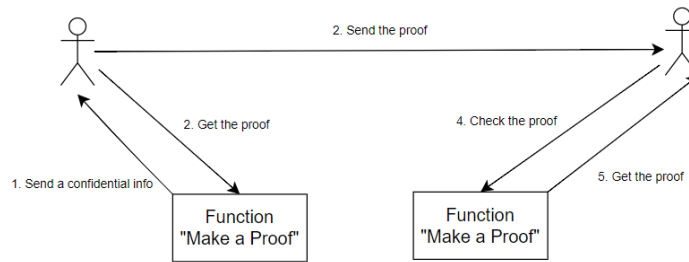 2. Send the proof
2. Get the proof
4. Check the proof
1. Send a confidential info
5. Get the proof
Function
"Make a Proof"
Function
"Make a Proof"